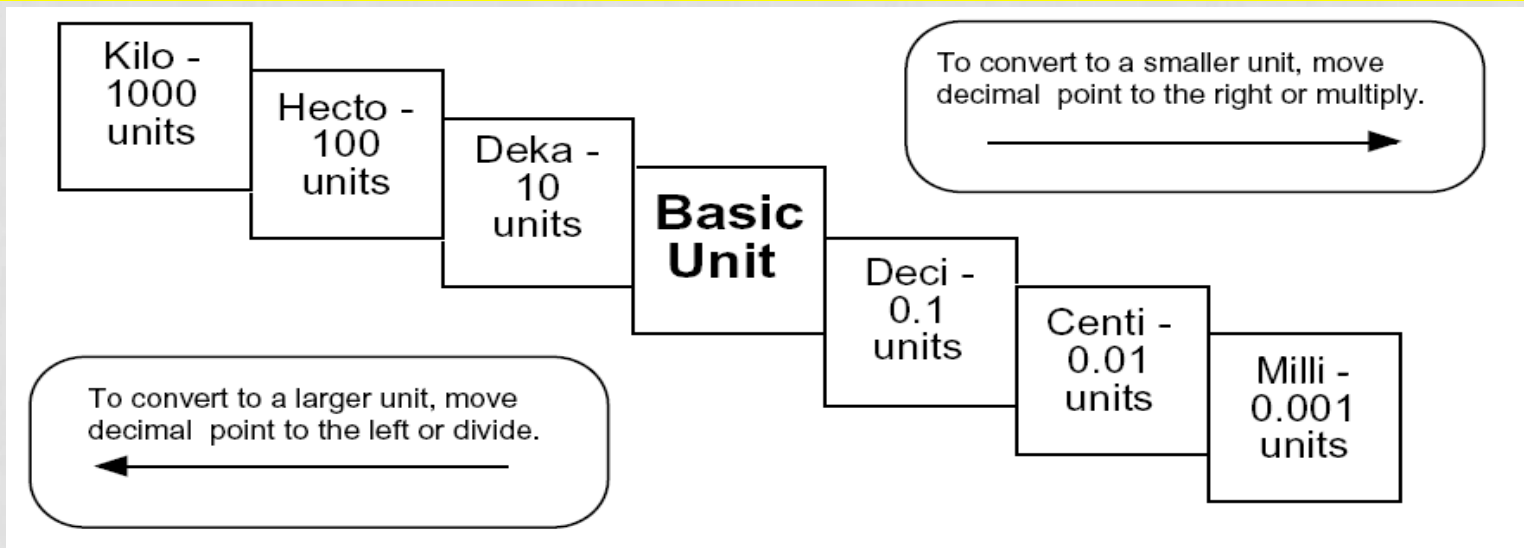 Kilo -
1000
units
Hecto -
100
units
Deka -
10
units
Basic
Unit
Deci -
0.1
units
Centi -
0.01
units
Milli -
0.001
units
To convert to a smaller unit, move
decimal point to the right or multiply.
To convert to a larger unit, move
decimal point to the left or divide.